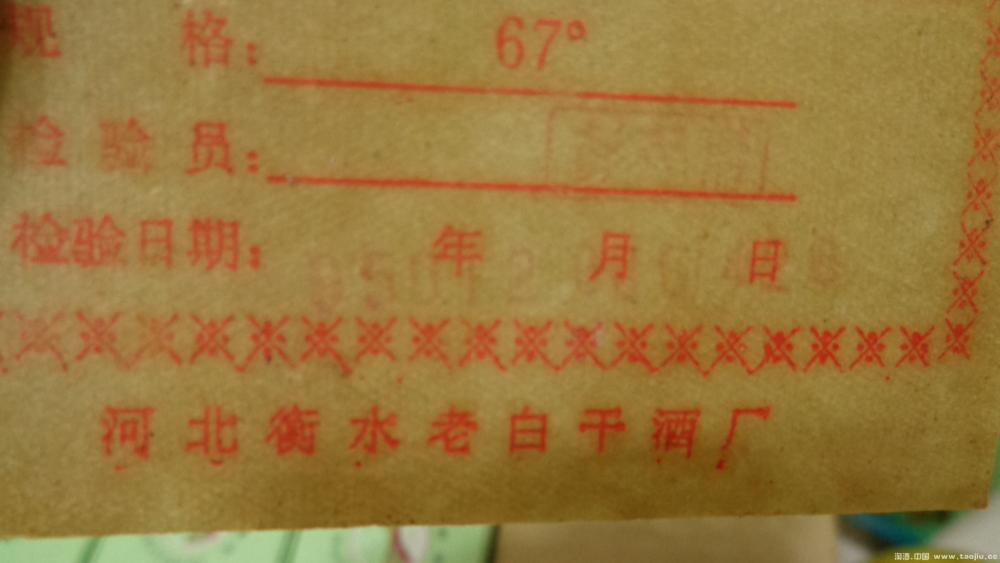 规 格: 67°
检 验 员:
检验日期: 年 月 日
河北衡水老白干酒厂
淘酒.中国 www.taojiu.cc